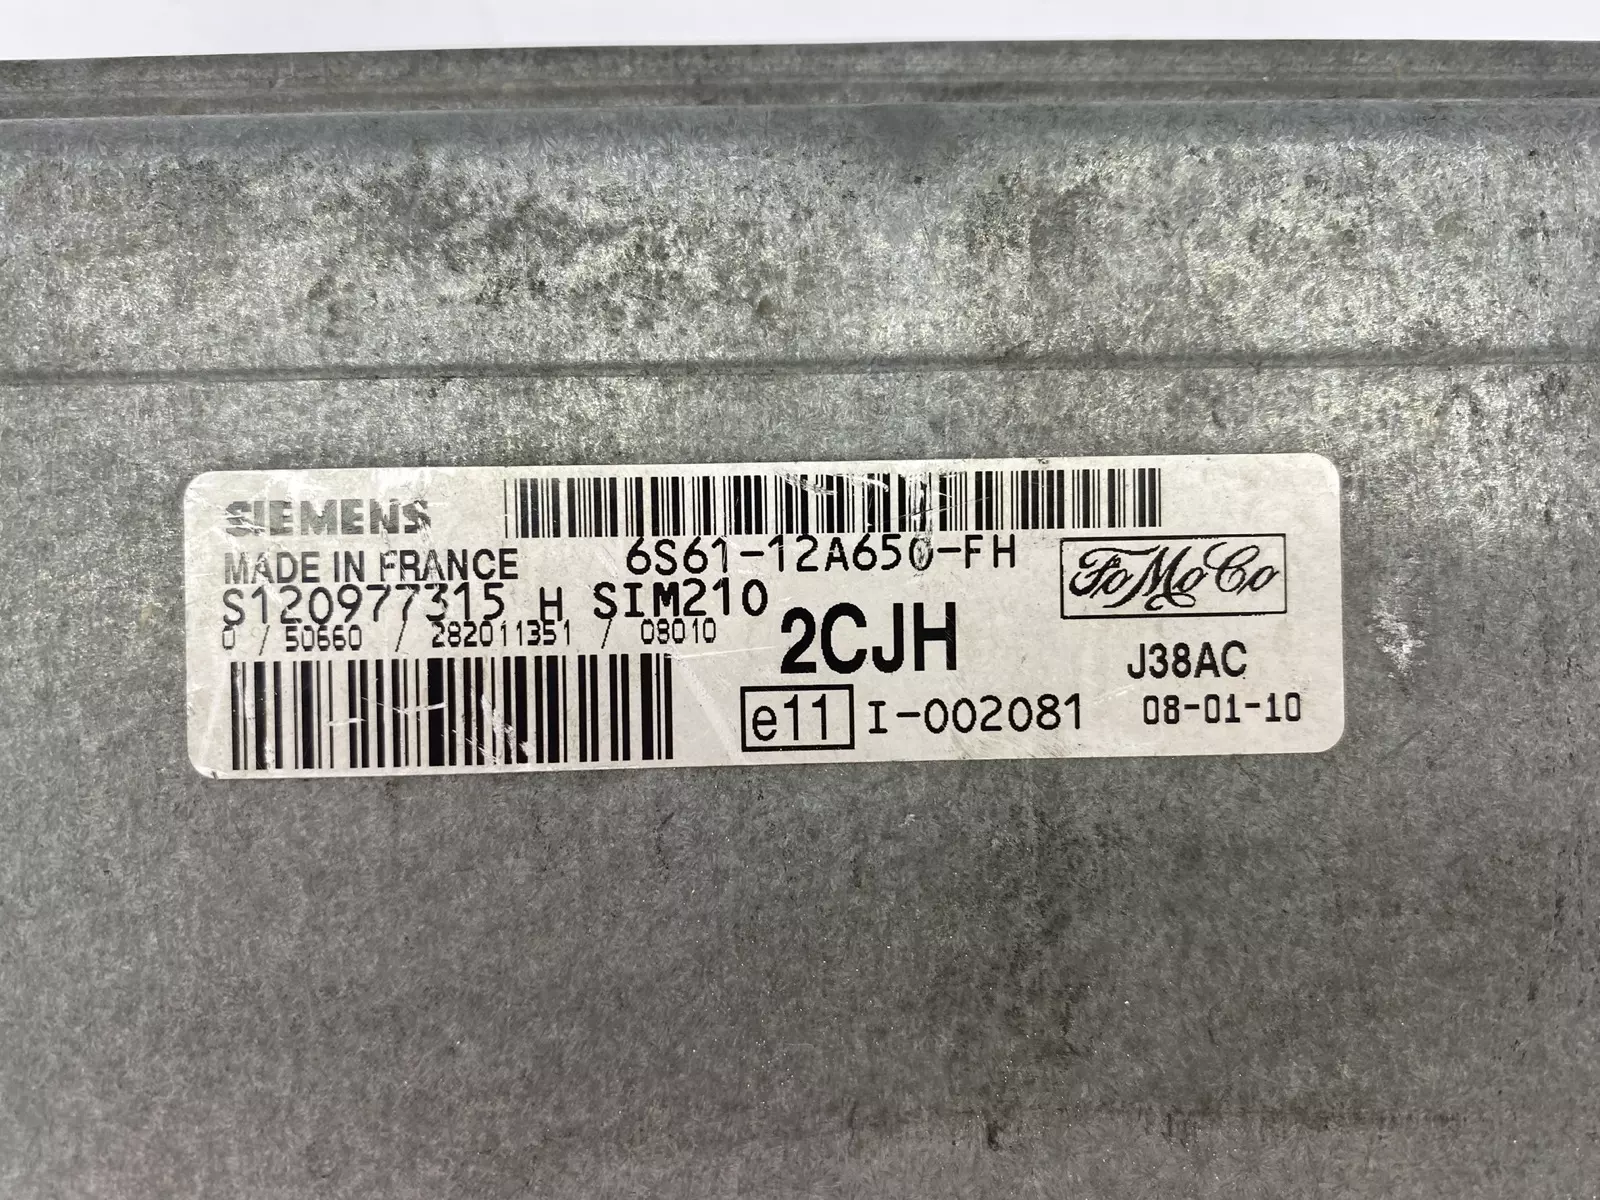 SIEMENS
6S61-12A650-FH
MADE IN FRANCE
FoMoCo
S120977315 H SIM210
0 / 50660 / 282011351 / 08010
2CJH
J38AC
e11 I-002081
08-01-10